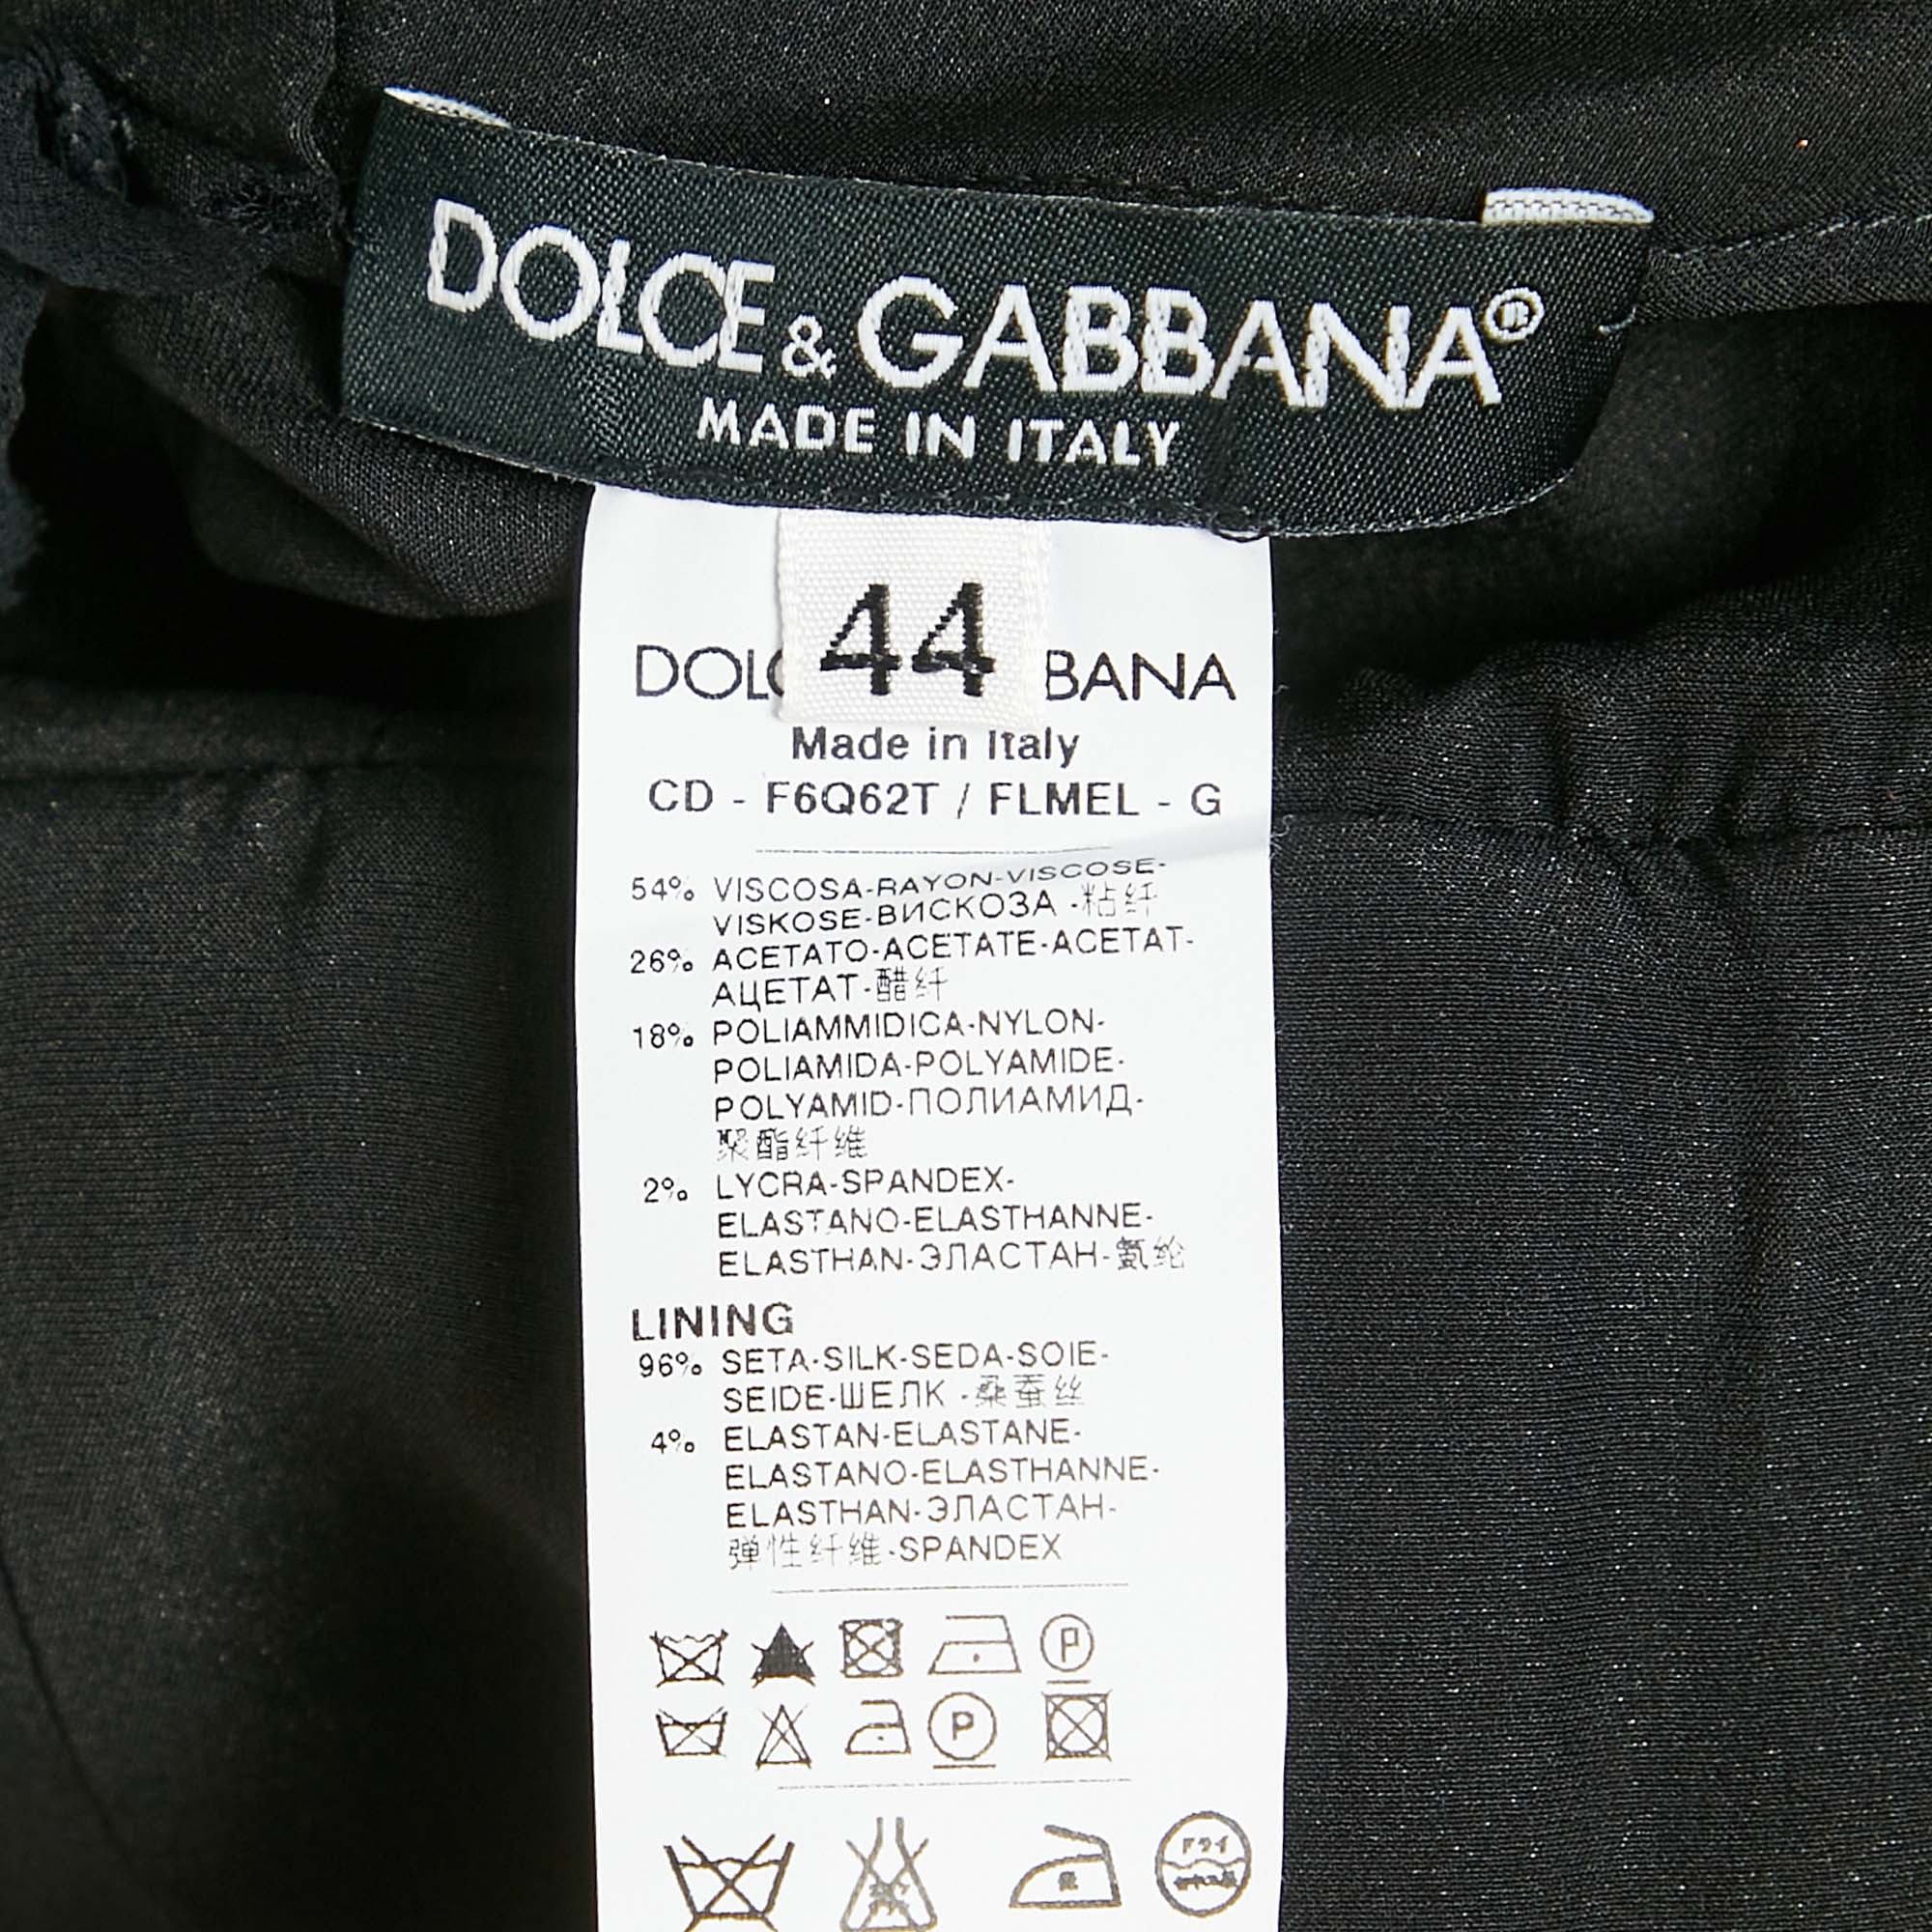 DOLCE & GABBANA®
MADE IN ITALY
44
DOLC BANA
Made in Italy
CD - F6Q62T / FLMEL - G
54% VISCOSA-RAYON-VISCOSE-
VISKOSE-ВИСКОЗА -粘纤
26% ACETATO-ACETATE-ACETAT-
АЦЕТАТ-醋纤
18% POLIAMMIDICA-NYLON-
POLIAMIDA-POLYAMIDE-
POLYAMID-ПОЛИАМИД-
聚酯纤维
2% LYCRA-SPANDEX-
ELASTANO-ELASTHANNE-
ELASTHAN-ЭЛАСТАН-氨纶
LINING
96% SETA-SILK-SEDA-SOIE-
SEIDE-ШЕЛК -桑蚕丝
4% ELASTAN-ELASTANE-
ELASTANO-ELASTHANNE-
ELASTHAN-ЭЛАСТАН-
弹性纤维-SPANDEX
P
P
ドライ